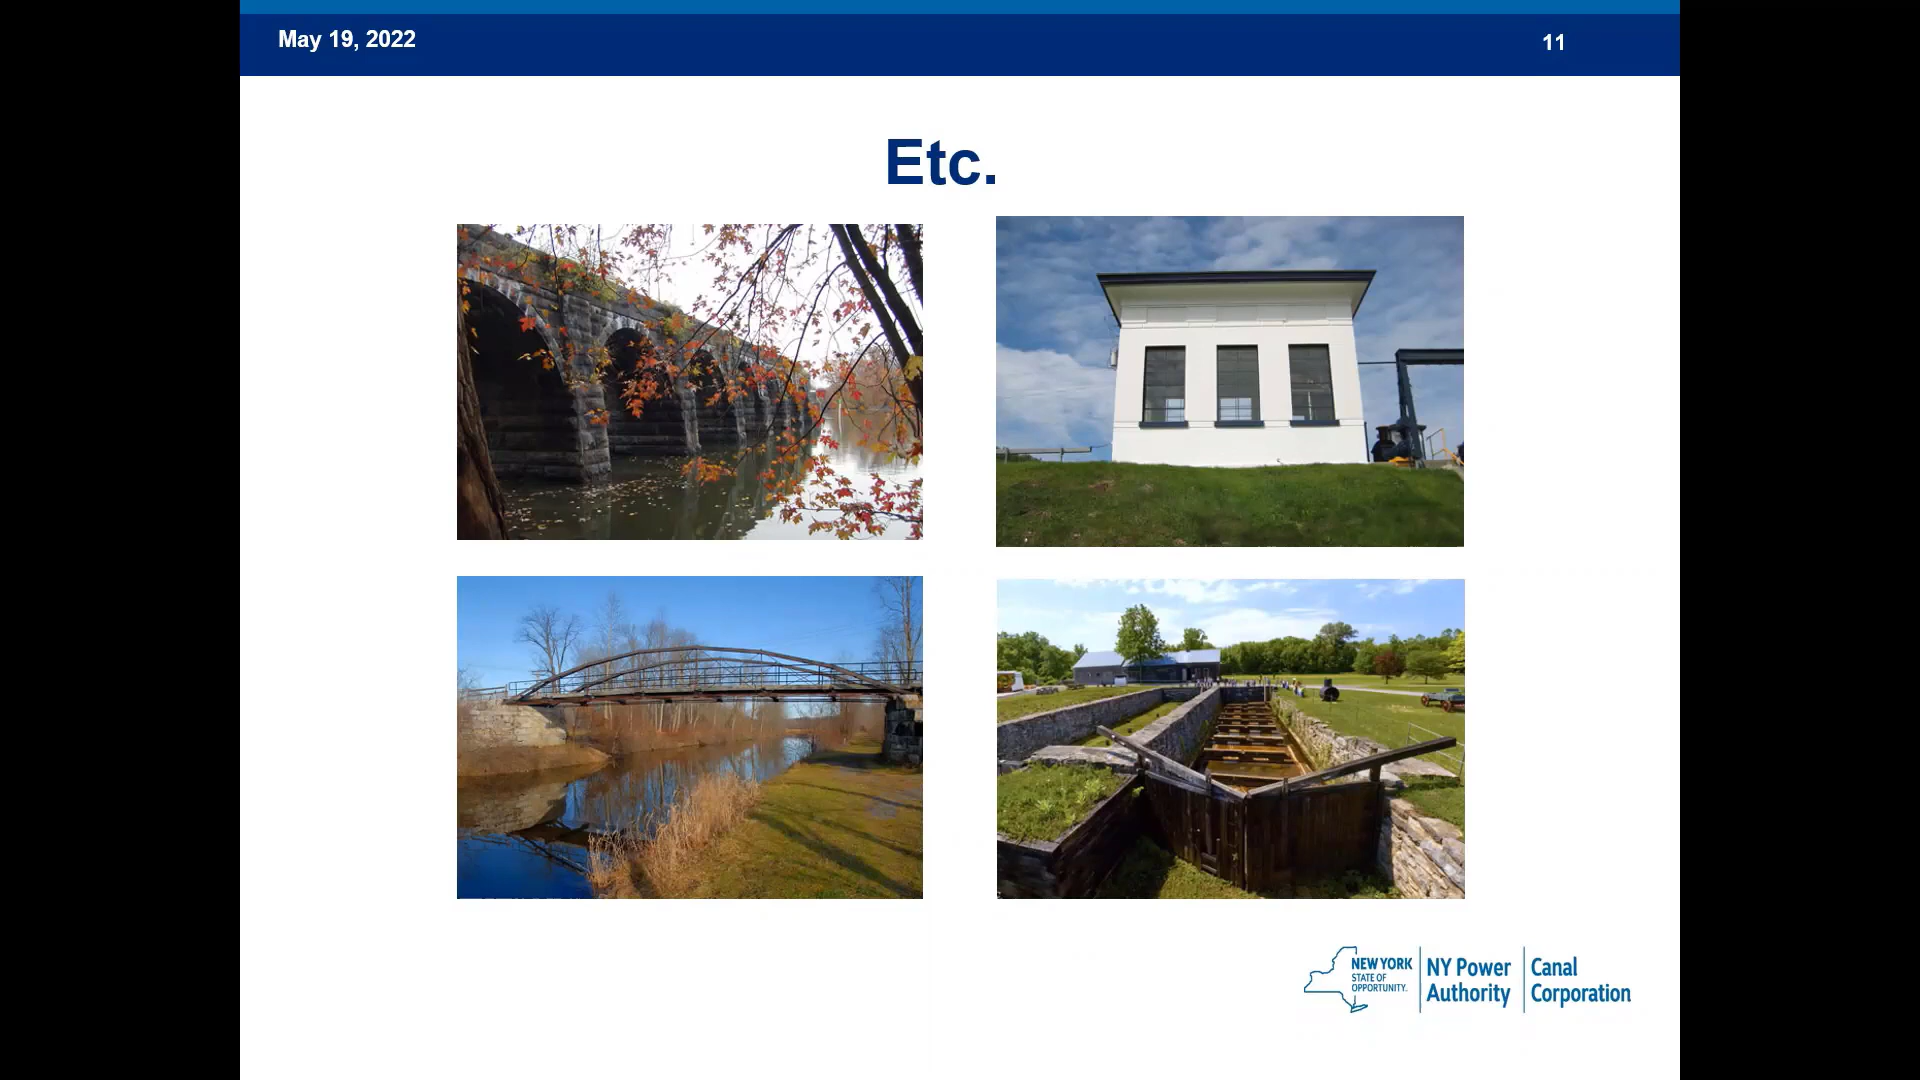 May 19, 2022
11
Etc.
NEW YORK
STATE OF
OPPORTUNITY.
NY Power
Authority
Canal
Corporation